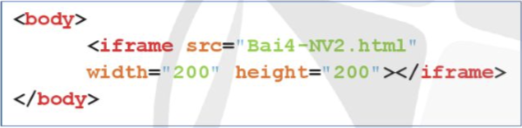 <body>
<iframe src="Bai4-NV2.html"
width="200" height="200"></iframe>
</body>